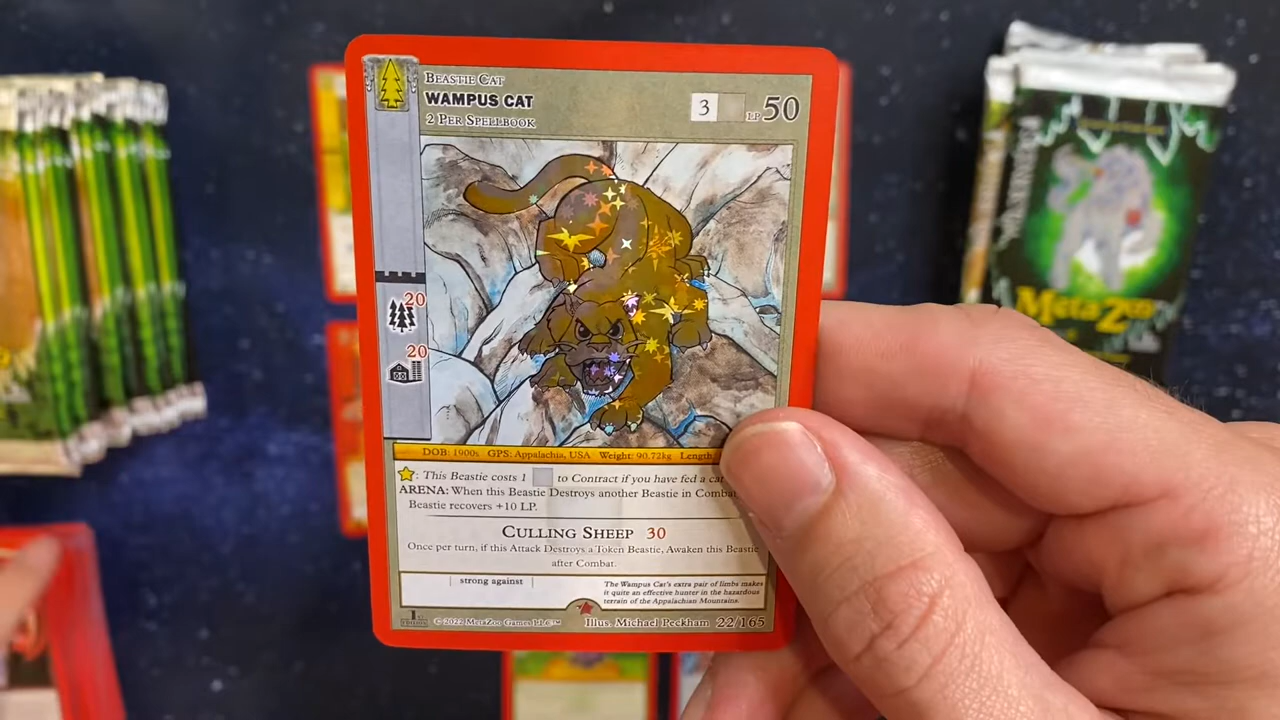 BEASTIE CAT
WAMPUS CAT
2 PER SPELLBOOK
3
LP 50
20
20
DOB: 1900s GPS: Appalachia, USA Weight: 90.72kg Length:
: This Beastie costs 1 to Contract if you have fed a
ARENA: When this Beastie Destroys another Beastie in
Beastie recovers +10 LP.
CULLING SHEEP 30
Once per turn, if this Attack Destroys a Token Beastie, Awaken this Beastie
after Combat.
strong against
The Wampus Cat's extra pair of limbs makes
it quite an effective hunter in the hazardous
terrain of the Appalachian Mountains.
1st EDITION © 2022 MetaZoo Games LLC™ Illus. Michael Peckham 22/165
MetaZoo